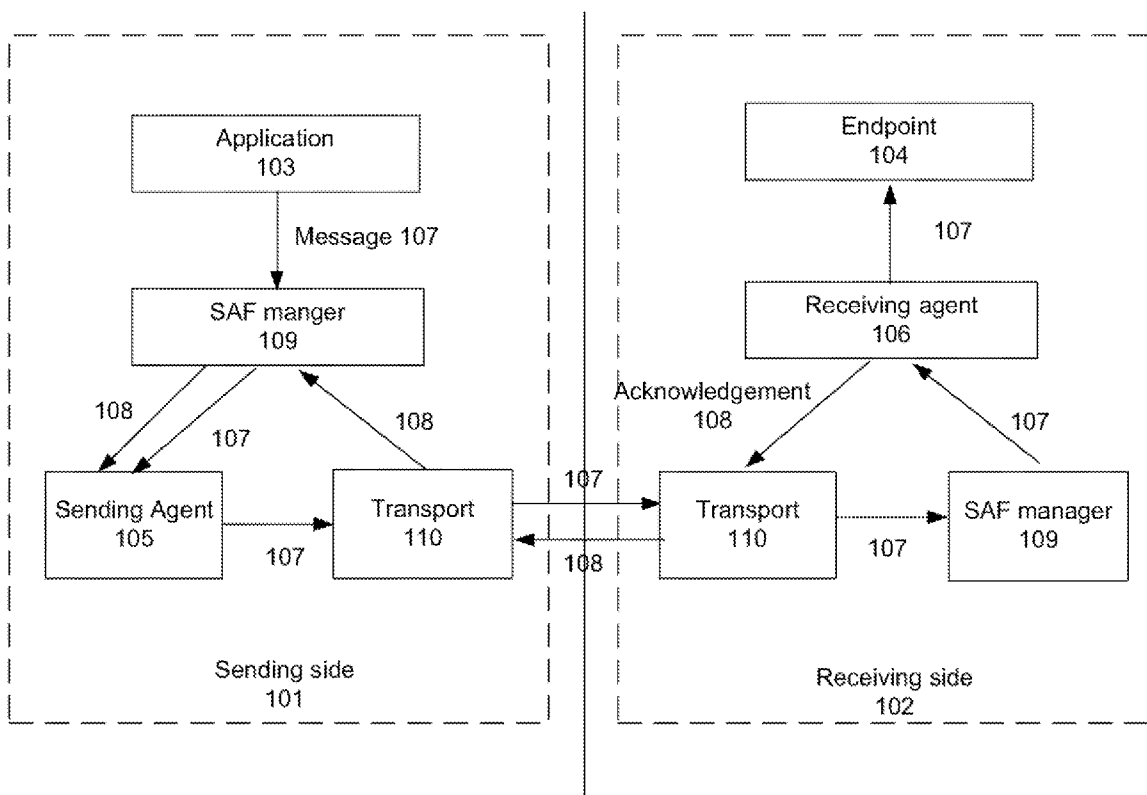 Application
103
Message 107
SAF manger
109
108
107
108
Sending Agent
105
107
Transport
110
107
108
Sending side
101
Endpoint
104
107
Receiving agent
106
Acknowledgement
108
107
Transport
110
107
SAF manager
109
Receiving side
102